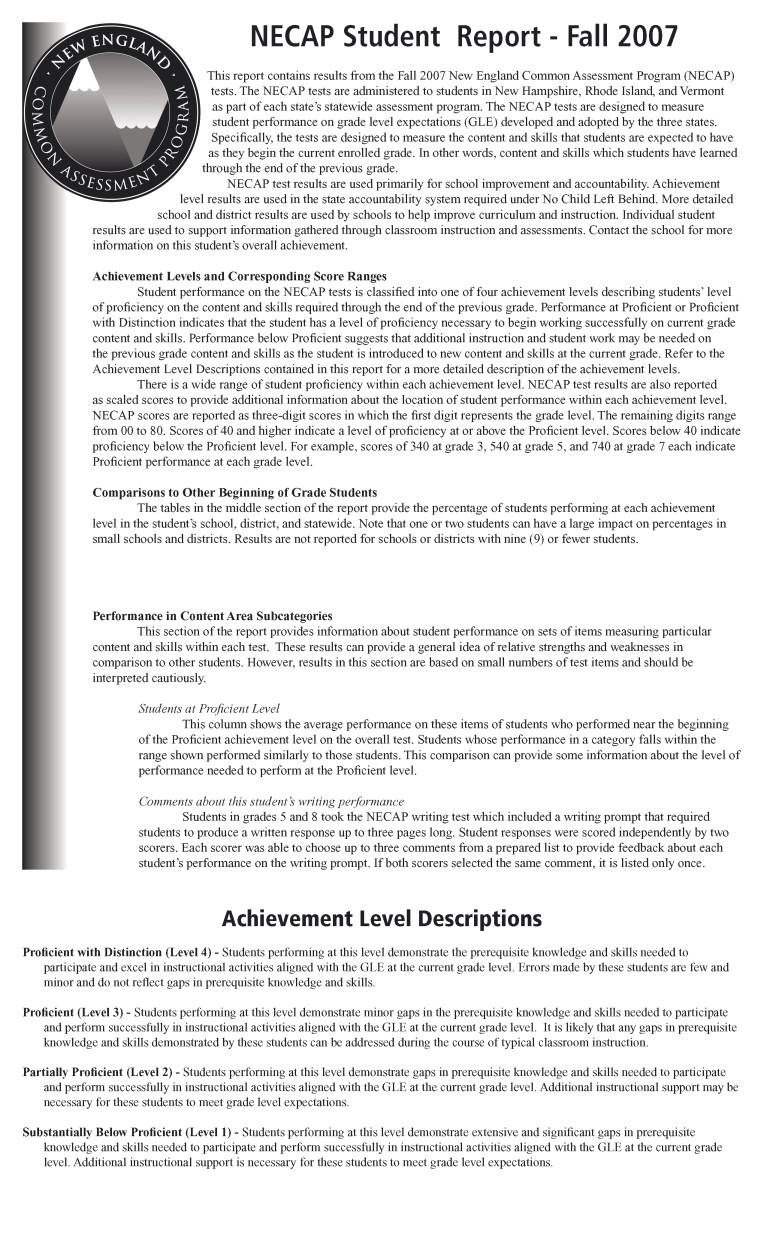 NECAP Student  Report - Fall 2007
NEW ENGLAND
COMMON ASSESSMENT PROGRAM
This report contains results from the Fall 2007 New England Common Assessment Program (NECAP)
tests. The NECAP tests are administered to students in New Hampshire, Rhode Island, and Vermont
as part of each state's statewide assessment program. The NECAP tests are designed to measure
student performance on grade level expectations (GLE) developed and adopted by the three states.
Specifically, the tests are designed to measure the content and skills that students are expected to have
as they begin the current enrolled grade. In other words, content and skills which students have learned
through the end of the previous grade.
NECAP test results are used primarily for school improvement and accountability. Achievement
level results are used in the state accountability system required under No Child Left Behind. More detailed
school and district results are used by schools to help improve curriculum and instruction. Individual student
results are used to support information gathered through classroom instruction and assessments. Contact the school for more
information on this student's overall achievement.
Achievement Levels and Corresponding Score Ranges
Student performance on the NECAP tests is classified into one of four achievement levels describing students' level
of proficiency on the content and skills required through the end of the previous grade. Performance at Proficient or Proficient
with Distinction indicates that the student has a level of proficiency necessary to begin working successfully on current grade
content and skills. Performance below Proficient suggests that additional instruction and student work may be needed on
the previous grade content and skills as the student is introduced to new content and skills at the current grade. Refer to the
Achievement Level Descriptions contained in this report for a more detailed description of the achievement levels.
There is a wide range of student proficiency within each achievement level. NECAP test results are also reported
as scaled scores to provide additional information about the location of student performance within each achievement level.
NECAP scores are reported as three-digit scores in which the first digit represents the grade level. The remaining digits range
from 00 to 80. Scores of 40 and higher indicate a level of proficiency at or above the Proficient level. Scores below 40 indicate
proficiency below the Proficient level. For example, scores of 340 at grade 3, 540 at grade 5, and 740 at grade 7 each indicate
Proficient performance at each grade level.
Comparisons to Other Beginning of Grade Students
The tables in the middle section of the report provide the percentage of students performing at each achievement
level in the student's school, district, and statewide. Note that one or two students can have a large impact on percentages in
small schools and districts. Results are not reported for schools or districts with nine (9) or fewer students.
Performance in Content Area Subcategories
This section of the report provides information about student performance on sets of items measuring particular
content and skills within each test.  These results can provide a general idea of relative strengths and weaknesses in
comparison to other students. However, results in this section are based on small numbers of test items and should be
interpreted cautiously.
Students at Proficient Level
This column shows the average performance on these items of students who performed near the beginning
of the Proficient achievement level on the overall test. Students whose performance in a category falls within the
range shown performed similarly to those students. This comparison can provide some information about the level of
performance needed to perform at the Proficient level.
Comments about this student's writing performance
Students in grades 5 and 8 took the NECAP writing test which included a writing prompt that required
students to produce a written response up to three pages long. Student responses were scored independently by two
scorers. Each scorer was able to choose up to three comments from a prepared list to provide feedback about each
student's performance on the writing prompt. If both scorers selected the same comment, it is listed only once.
Achievement Level Descriptions
Proficient with Distinction (Level 4) - Students performing at this level demonstrate the prerequisite knowledge and skills needed to
participate and excel in instructional activities aligned with the GLE at the current grade level. Errors made by these students are few and
minor and do not reflect gaps in prerequisite knowledge and skills.
Proficient (Level 3) - Students performing at this level demonstrate minor gaps in the prerequisite knowledge and skills needed to participate
and perform successfully in instructional activities aligned with the GLE at the current grade level.  It is likely that any gaps in prerequisite
knowledge and skills demonstrated by these students can be addressed during the course of typical classroom instruction.
Partially Proficient (Level 2) - Students performing at this level demonstrate gaps in prerequisite knowledge and skills needed to participate
and perform successfully in instructional activities aligned with the GLE at the current grade level. Additional instructional support may be
necessary for these students to meet grade level expectations.
Substantially Below Proficient (Level 1) - Students performing at this level demonstrate extensive and significant gaps in prerequisite
knowledge and skills needed to participate and perform successfully in instructional activities aligned with the GLE at the current grade
level. Additional instructional support is necessary for these students to meet grade level expectations.